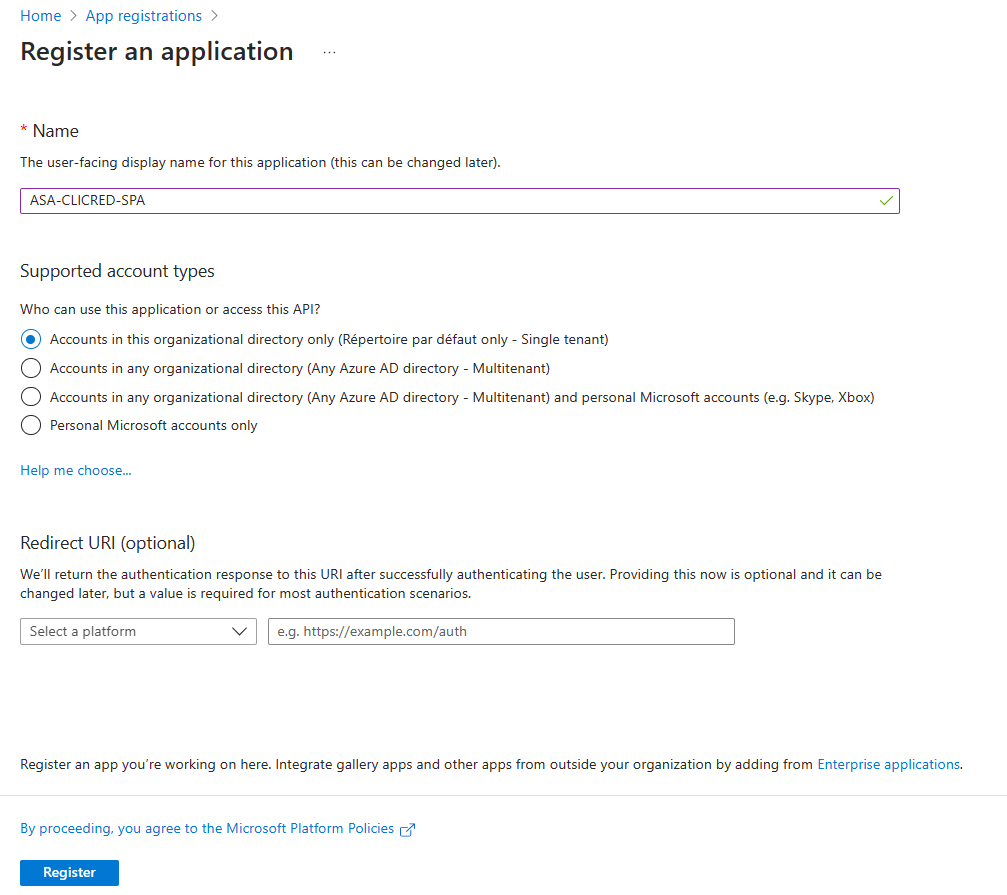 Home > App registrations >
Register an application ...
* Name
The user-facing display name for this application (this can be changed later).
ASA-CLICRED-SPA
Supported account types
Who can use this application or access this API?
Accounts in this organizational directory only (Répertoire par défaut only - Single tenant)
Accounts in any organizational directory (Any Azure AD directory - Multitenant)
Accounts in any organizational directory (Any Azure AD directory - Multitenant) and personal Microsoft accounts (e.g. Skype, Xbox)
Personal Microsoft accounts only
Help me choose...
Redirect URI (optional)
We'll return the authentication response to this URI after successfully authenticating the user. Providing this now is optional and it can be
changed later, but a value is required for most authentication scenarios.
Select a platform e.g. https://example.com/auth
Register an app you're working on here. Integrate gallery apps and other apps from outside your organization by adding from Enterprise applications.
By proceeding, you agree to the Microsoft Platform Policies
Register